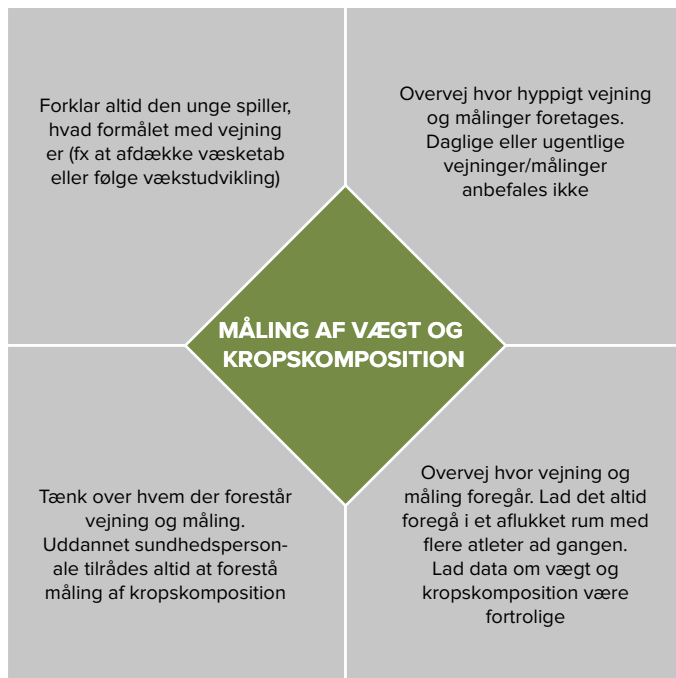 Forklar altid den unge spiller,
hvad formålet med vejning
er (fx at afdække væsketab
eller følge vækstudvikling)
Overvej hvor hyppigt vejning
og målinger foretages.
Daglige eller ugentlige
vejninger/målinger
anbefales ikke
MÅLING AF VÆGT OG
KROPSKOMPOSITION
Tænk over hvem der forestår
vejning og måling.
Uddannet sundhedsperson-
ale tilrådes altid at forestå
måling af kropskomposition
Overvej hvor vejning og
måling foregår. Lad det altid
foregå i et aflukket rum med
flere atleter ad gangen.
Lad data om vægt og
kropskomposition være
fortrolige